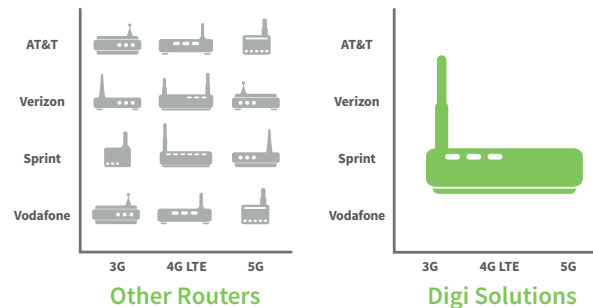 AT&T
Verizon
Sprint
Vodafone
3G 4G LTE 5G
Other Routers
AT&T
Verizon
Sprint
Vodafone
3G 4G LTE 5G
Digi Solutions